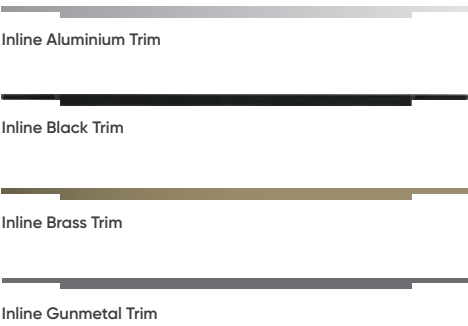 Inline Aluminium Trim
Inline Black Trim
Inline Brass Trim
Inline Gunmetal Trim